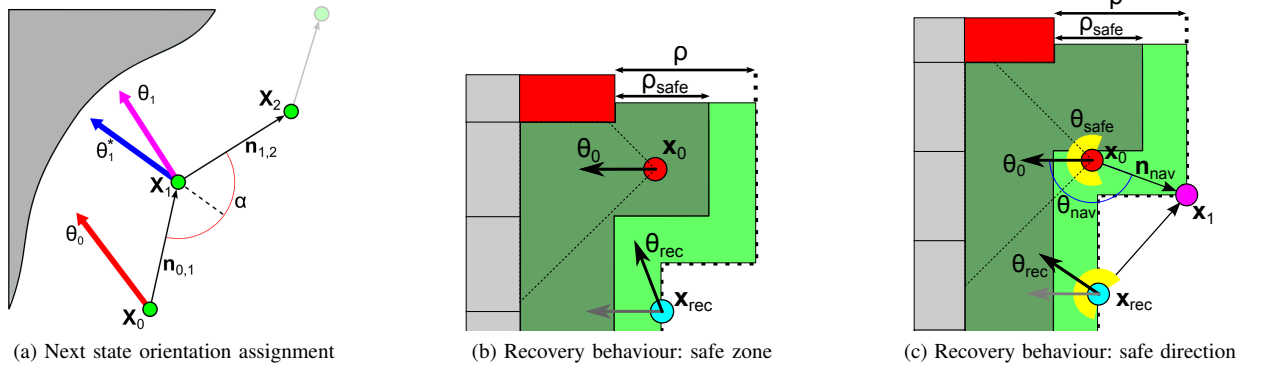 θ₁
θ₁*
X₂
n₁,₂
X₁
α
θ₀
n₀,₁
X₀
(a) Next state orientation assignment
ρ
ρsafe
θ₀
x₀
θrec
xrec
(b) Recovery behaviour: safe zone
ρ
ρsafe
θsafe
θ₀
x₀
nnav
θnav
x₁
θrec
xrec
(c) Recovery behaviour: safe direction